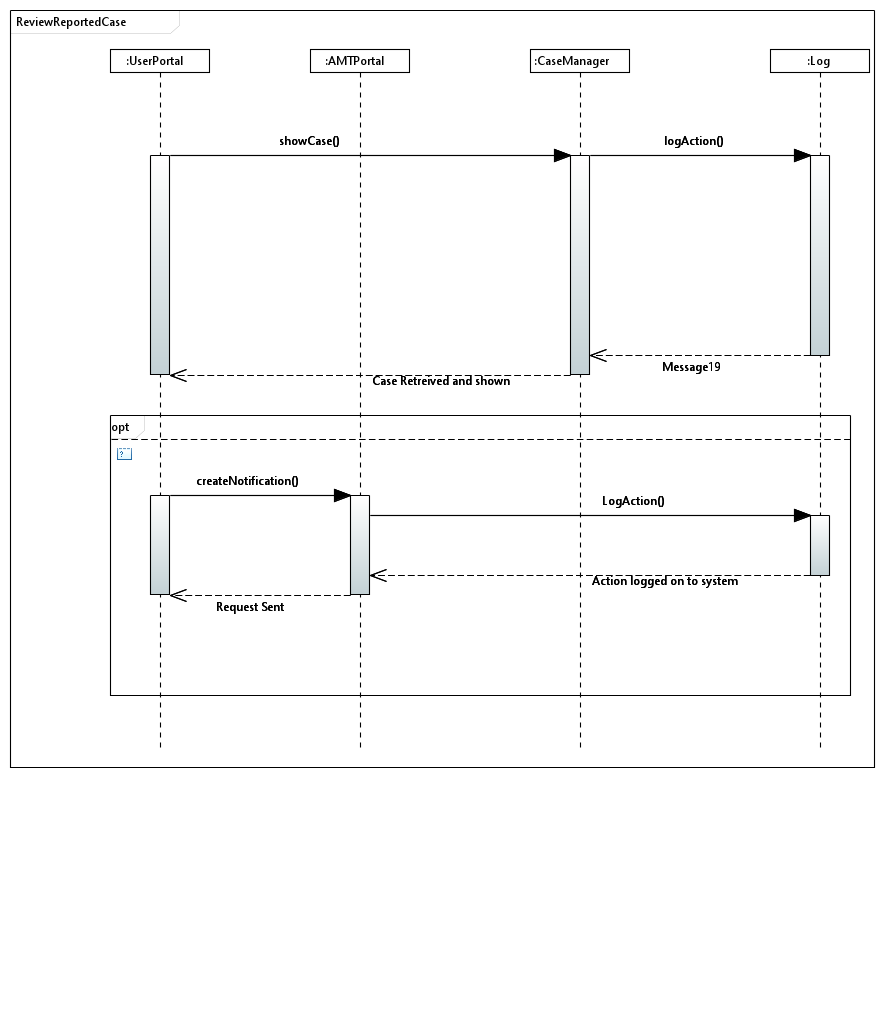 ReviewReportedCase
:UserPortal
:AMTPortal
:CaseManager
:Log
showCase()
logAction()
Message19
Case Retreived and shown
opt
?
createNotification()
LogAction()
Action logged on to system
Request Sent